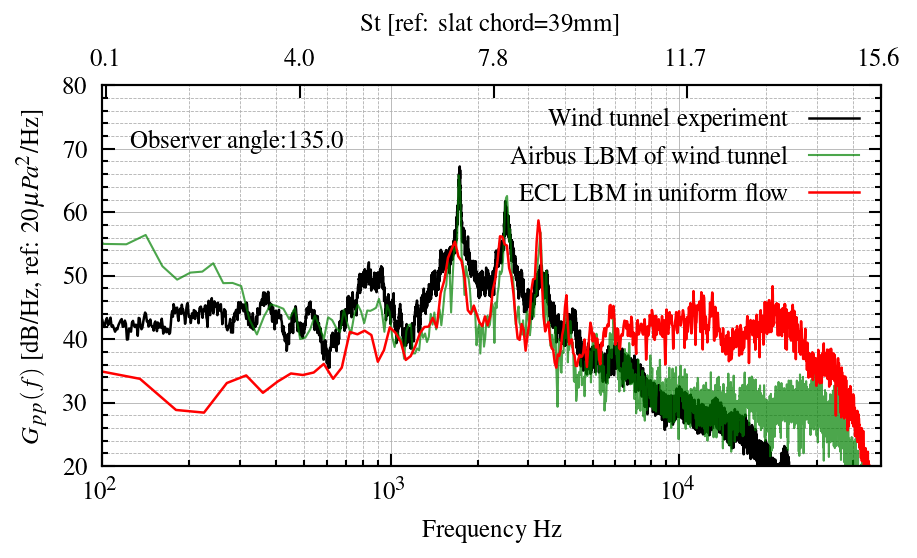 St [ref: slat chord=39mm]
0.1 4.0 7.8 11.7 15.6
80
70
60
50
40
30
20
Observer angle:135.0
Wind tunnel experiment
Airbus LBM of wind tunnel
ECL LBM in uniform flow
G_{pp}(f) [dB/Hz, ref: 20μPa²/Hz]
10² 10³ 10⁴
Frequency Hz